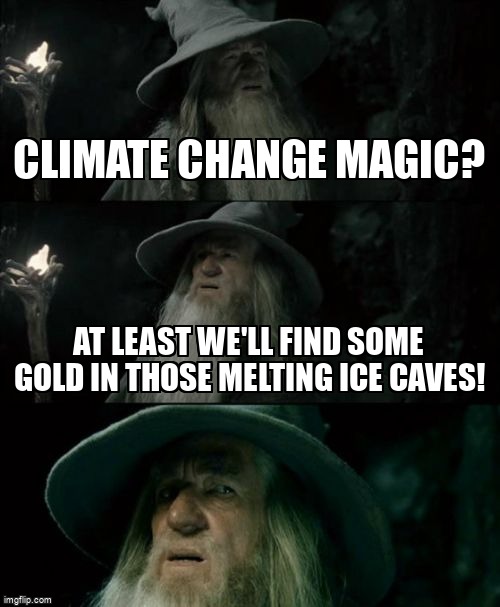 CLIMATE CHANGE MAGIC?
AT LEAST WE'LL FIND SOME
GOLD IN THOSE MELTING ICE CAVES!
imgflip.com